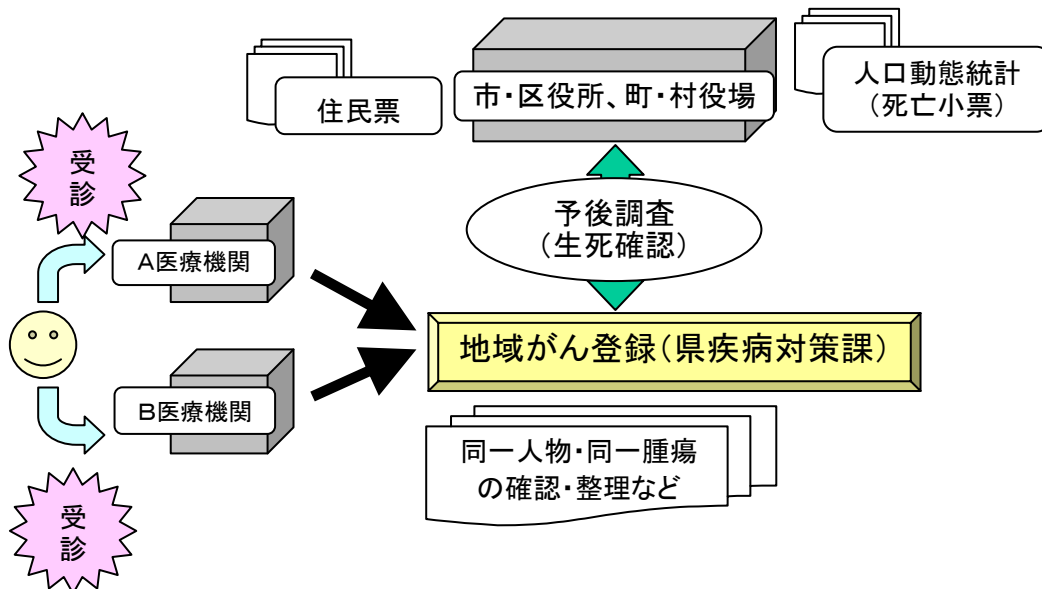 住民票
市・区役所、町・村役場
人口動態統計
(死亡小票)
受
診
予後調査
(生死確認)
A医療機関
地域がん登録(県疾病対策課)
B医療機関
同一人物・同一腫瘍
の確認・整理など
受
診